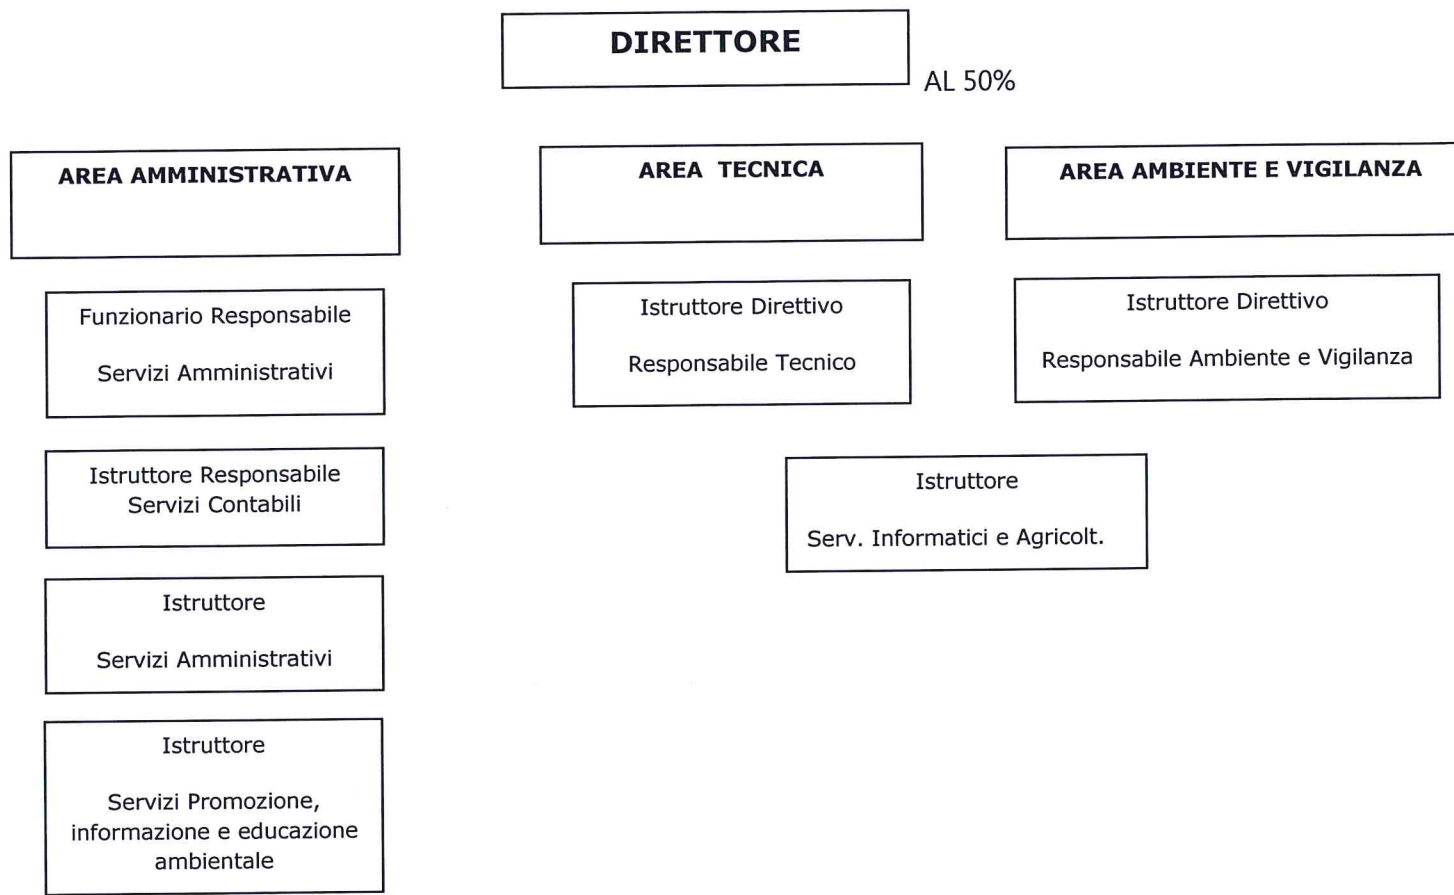 DIRETTORE
AL 50%
AREA AMMINISTRATIVA
AREA TECNICA
AREA AMBIENTE E VIGILANZA
Funzionario Responsabile
Servizi Amministrativi
Istruttore Direttivo
Responsabile Tecnico
Istruttore Direttivo
Responsabile Ambiente e Vigilanza
Istruttore Responsabile
Servizi Contabili
Istruttore
Serv. Informatici e Agricolt.
Istruttore
Servizi Amministrativi
Istruttore
Servizi Promozione,
informazione e educazione
ambientale